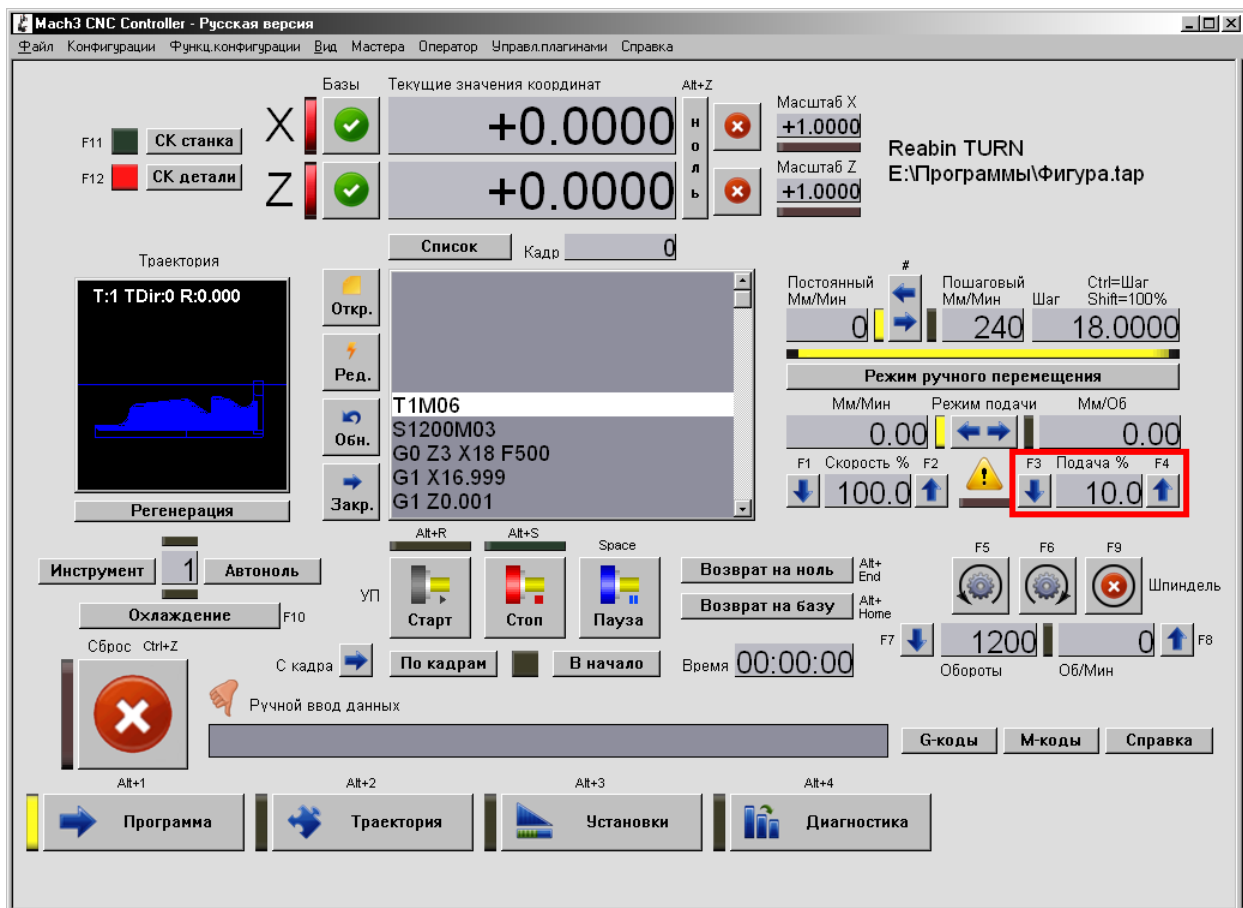 Mach3 CNC Controller - Русская версия
Файл Конфигурации Функц.конфигурации Вид Мастера Оператор Управл.плагинами Справка
Базы Текущие значения координат Alt+Z
F11 СК станка X +0.0000 Масштаб X +1.0000
F12 СК детали Z +0.0000 Масштаб Z +1.0000
Ноль
Reabin TURN
E:\Программы\Фигура.tap
Список Кадр 0
Траектория
T:1 TDir:0 R:0.000
Регенерация
Откр.
Ред.
Обн.
Закр.
T1M06
S1200M03
G0 Z3 X18 F500
G1 X16.999
G1 Z0.001
#
Постоянный Мм/Мин Пошаговый Мм/Мин Шаг Ctrl=Шаг Shift=100%
0 240 18.0000
Режим ручного перемещения
Мм/Мин Режим подачи Мм/Об
0.00 0.00
F1 Скорость % F2 F3 Подача % F4
100.0 10.0
Инструмент 1 Автоноль
Охлаждение F10
Сброс Ctrl+Z
Alt+R Alt+S Space
УП Старт Стоп Пауза
С кадра По кадрам В начало
Возврат на ноль Alt+ End
Возврат на базу Alt+ Home
Время 00:00:00
F5 F6 F9
Шпиндель
F7 1200 0 F8
Обороты Об/Мин
Ручной ввод данных
G-коды М-коды Справка
Alt+1 Alt+2 Alt+3 Alt+4
Программа Траектория Установки Диагностика